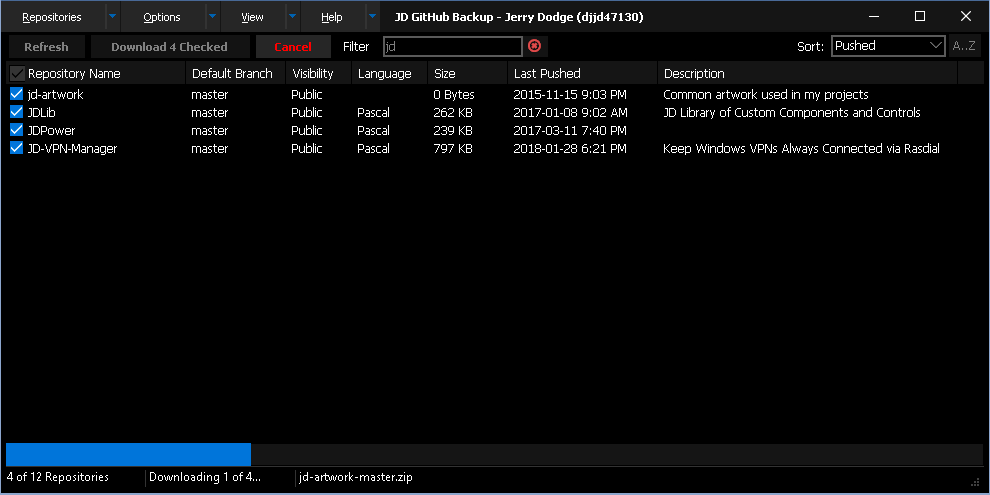 Repositories Options View Help JD GitHub Backup - Jerry Dodge (djjd47130)
Refresh Download 4 Checked Cancel Filter jd Sort: Pushed A..Z
Repository Name Default Branch Visibility Language Size Last Pushed Description
jd-artwork master Public 0 Bytes 2015-11-15 9:03 PM Common artwork used in my projects
JDLib master Public Pascal 262 KB 2017-01-08 9:02 AM JD Library of Custom Components and Controls
JDPower master Public Pascal 239 KB 2017-03-11 7:40 PM
JD-VPN-Manager master Public Pascal 797 KB 2018-01-28 6:21 PM Keep Windows VPNs Always Connected via Rasdial
4 of 12 Repositories Downloading 1 of 4... jd-artwork-master.zip